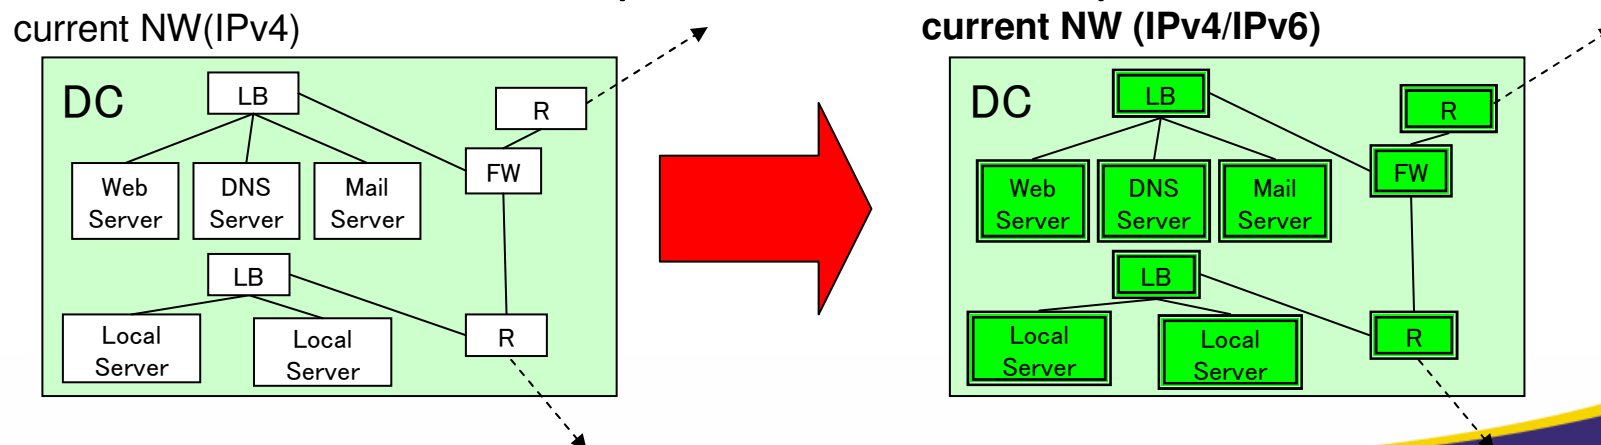 current NW(IPv4)
DC
LB
R
FW
Web
Server
DNS
Server
Mail
Server
LB
R
Local
Server
Local
Server
current NW (IPv4/IPv6)
DC
LB
R
FW
Web
Server
DNS
Server
Mail
Server
LB
R
Local
Server
Local
Server